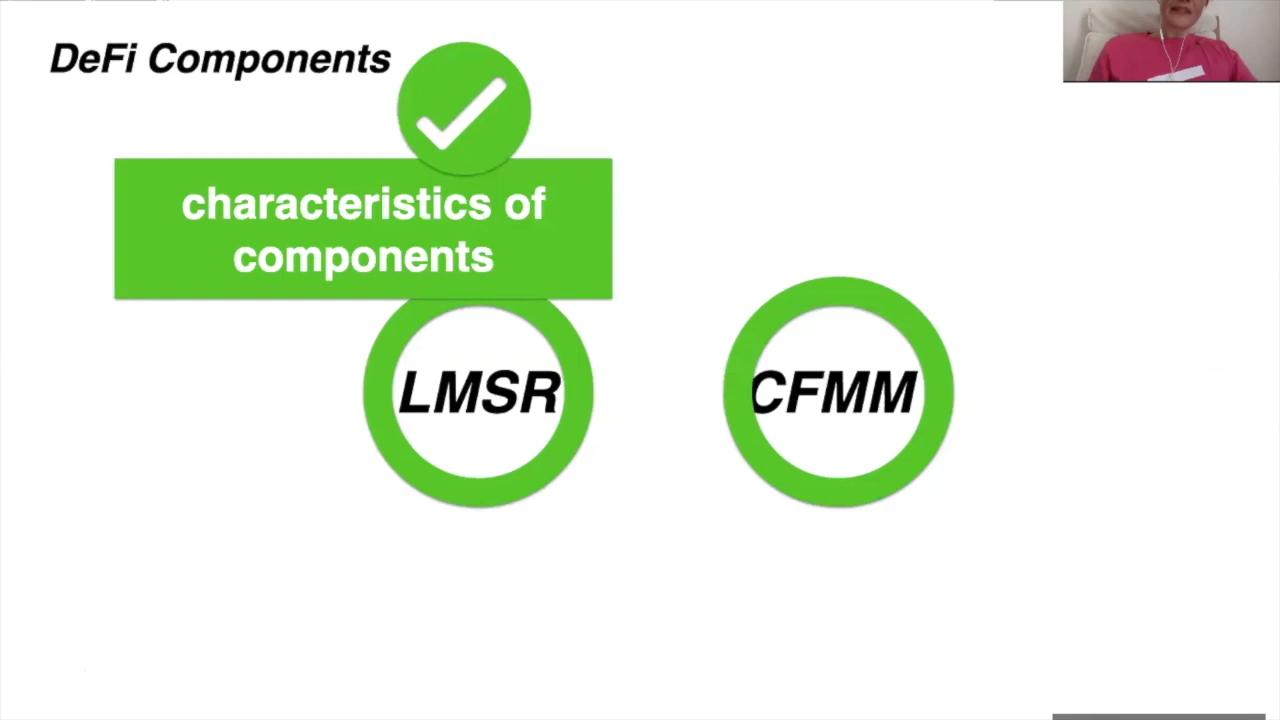 DeFi Components
characteristics of
components
LMSR
CFMM